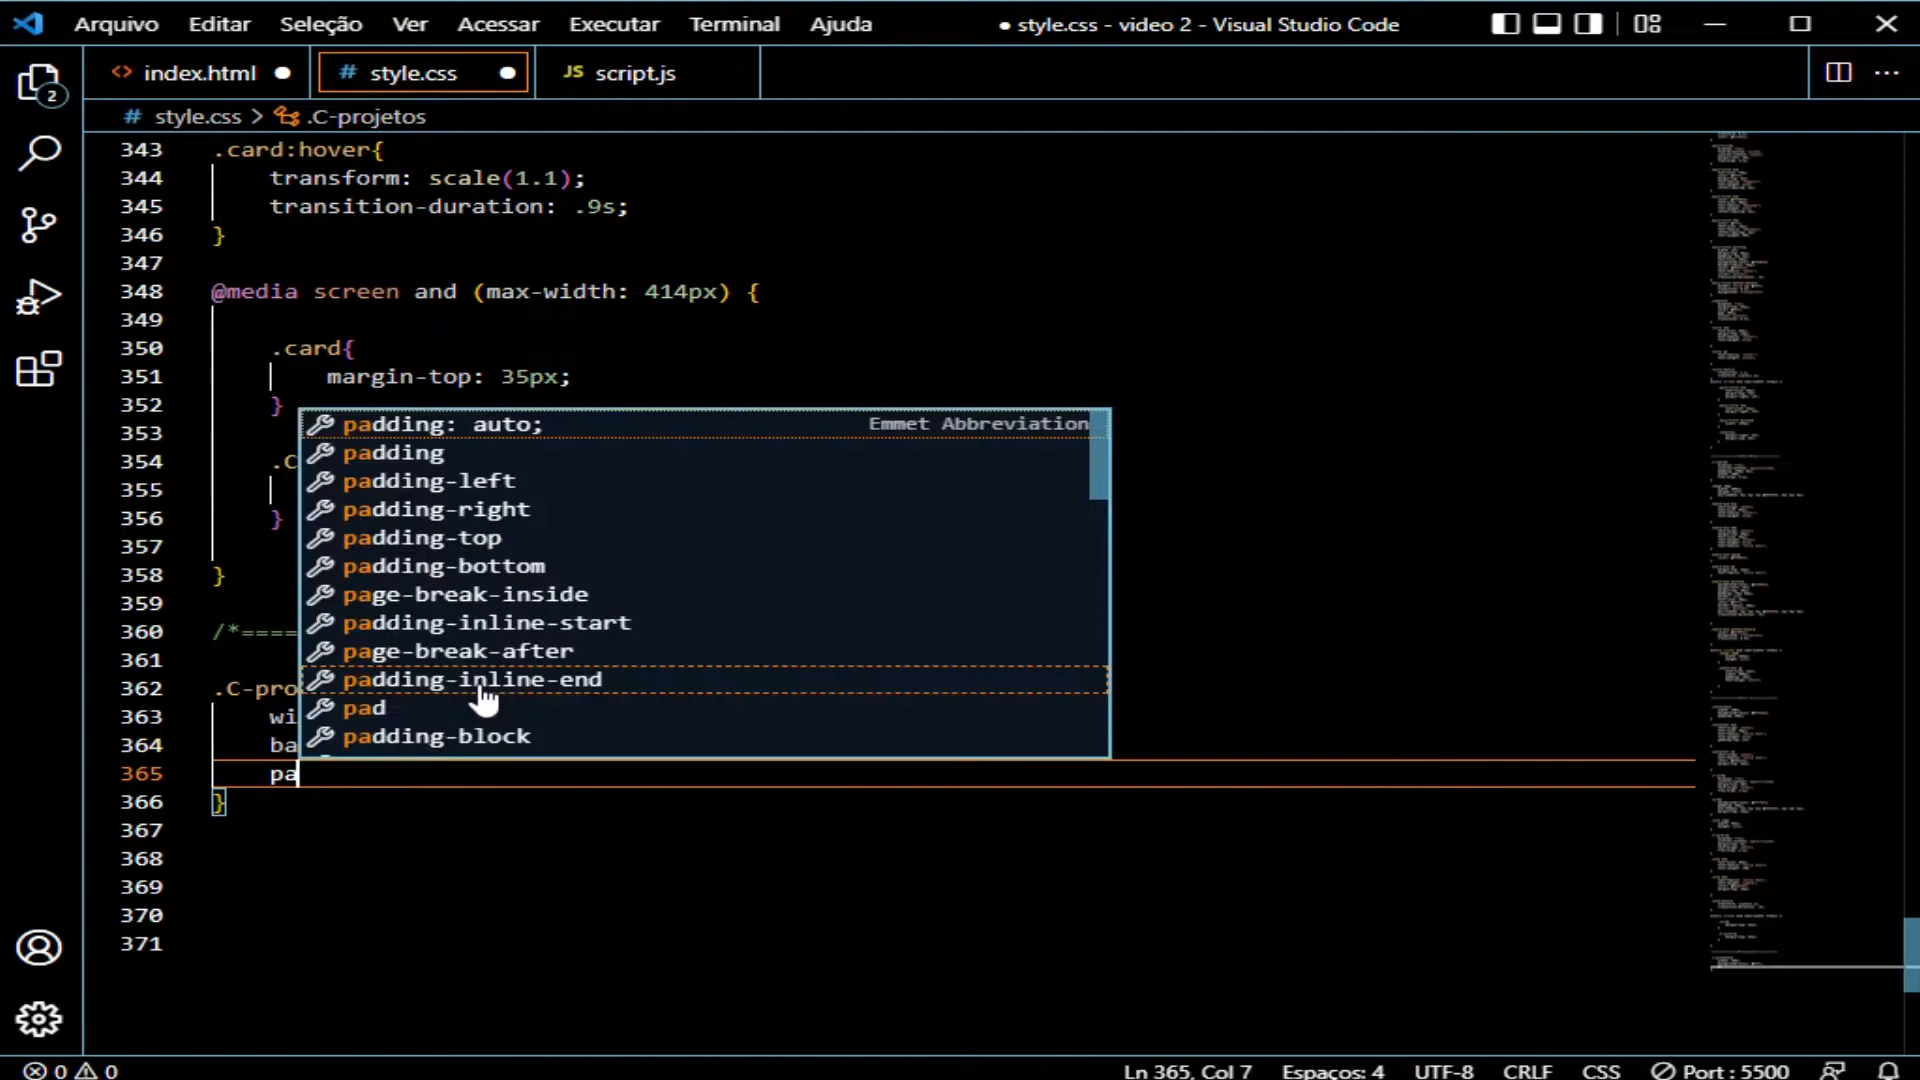 Arquivo Editar Seleção Ver Acessar Executar Terminal Ajuda
● style.css - video 2 - Visual Studio Code
<> index.html ●
# style.css ●
JS script.js
# style.css > .C-projetos
2
343 .card:hover{
344 transform: scale(1.1);
345 transition-duration: .9s;
346 }
347
348 @media screen and (max-width: 414px) {
349
350 .card{
351 margin-top: 35px;
352 }
353
354 .C
355
356 }
357
358 }
359
360 /*====
361
362 .C-pro
363 wi
364 ba
365 pa
366 }
367
368
369
370
371
padding: auto; Emmet Abbreviation
padding
padding-left
padding-right
padding-top
padding-bottom
page-break-inside
padding-inline-start
page-break-after
padding-inline-end
pad
padding-block
0 0
Ln 365, Col 7 Espaços: 4 UTF-8 CRLF CSS Port : 5500